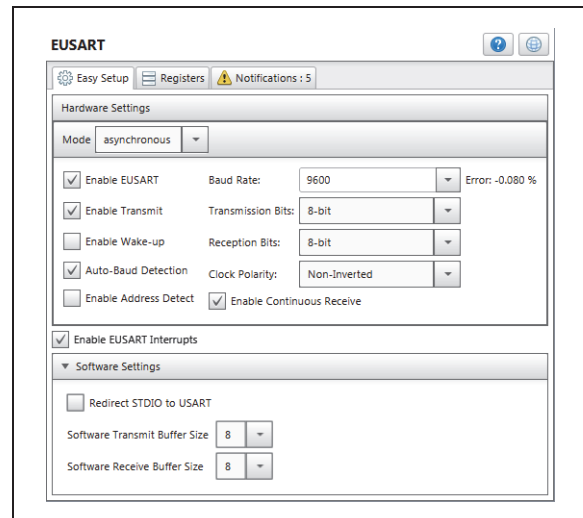 EUSART
Easy Setup Registers Notifications : 5
Hardware Settings
Mode asynchronous
Enable EUSART Baud Rate: 9600 Error: -0.080 %
Enable Transmit Transmission Bits: 8-bit
Enable Wake-up Reception Bits: 8-bit
Auto-Baud Detection Clock Polarity: Non-Inverted
Enable Address Detect Enable Continuous Receive
Enable EUSART Interrupts
Software Settings
Redirect STDIO to USART
Software Transmit Buffer Size 8
Software Receive Buffer Size 8